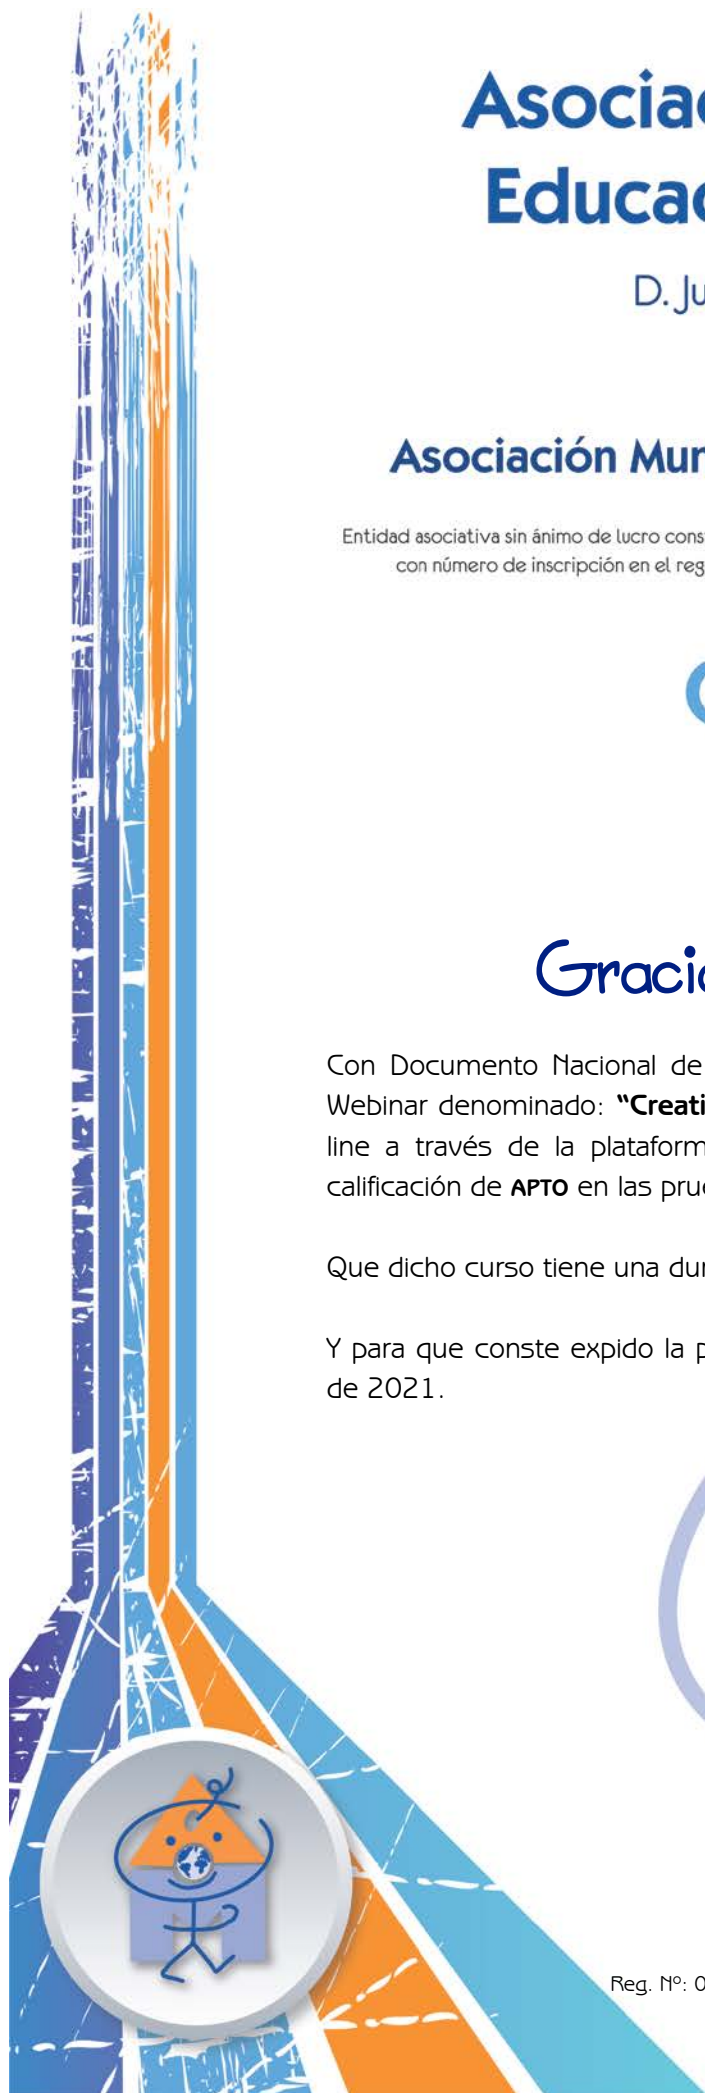 Asociac
Educac
D. Ju
Asociación Mun
Entidad asociativa sin ánimo de lucro cons
con número de inscripción en el reg
C
Gracia
Con Documento Nacional de
Webinar denominado: “Creati
line a través de la plataform
calificación de APTO en las prue
Que dicho curso tiene una dur
Y para que conste expido la p
de 2021.
Reg. Nº: 0